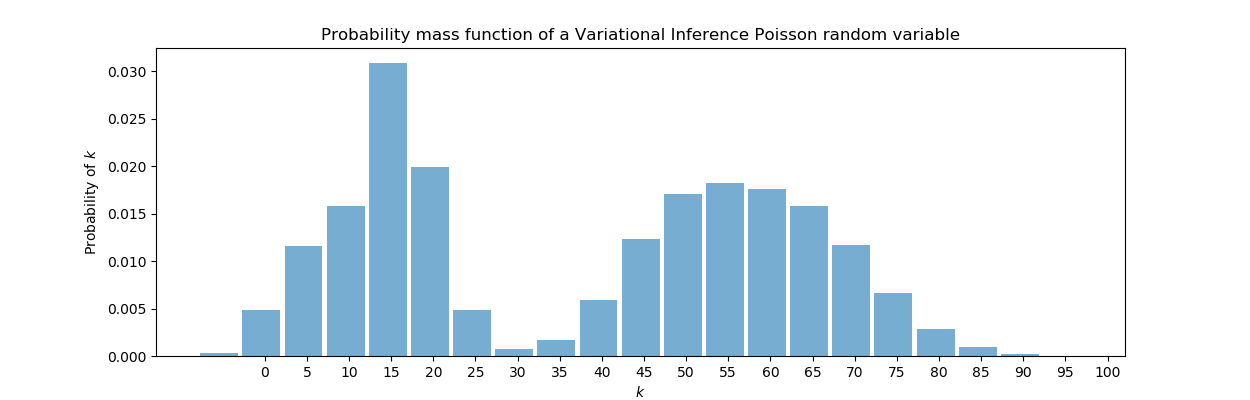 Probability mass function of a Variational Inference Poisson random variable
0.030
0.025
0.020
0.015
0.010
0.005
0.000
Probability of k
0 5 10 15 20 25 30 35 40 45 50 55 60 65 70 75 80 85 90 95 100
k